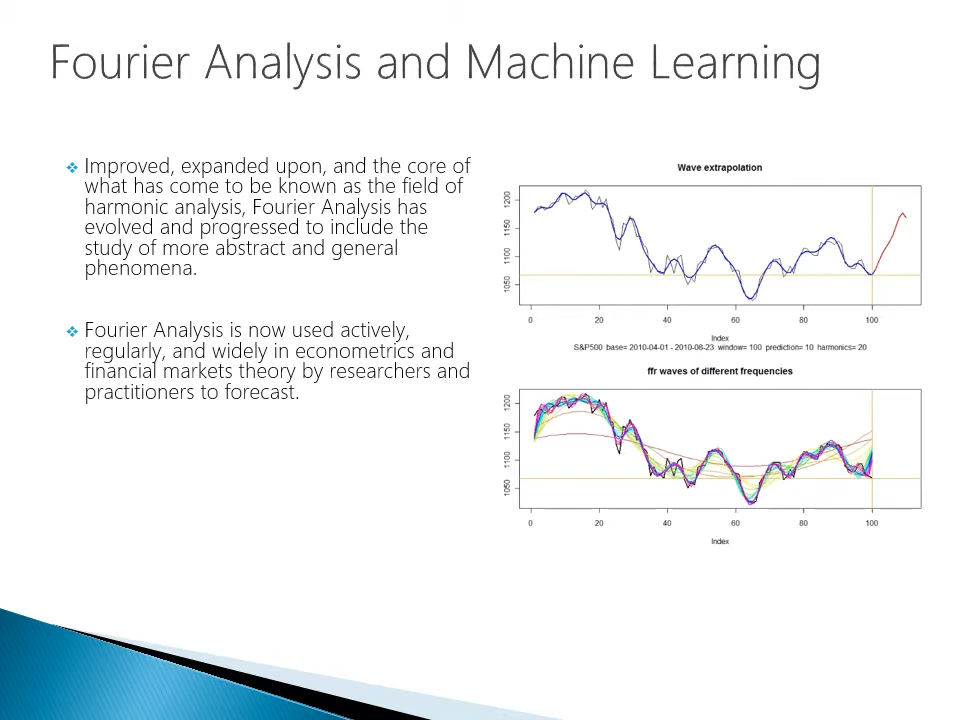 Fourier Analysis and Machine Learning
Improved, expanded upon, and the core of
what has come to be known as the field of
harmonic analysis, Fourier Analysis has
evolved and progressed to include the
study of more abstract and general
phenomena.
Fourier Analysis is now used actively,
regularly, and widely in econometrics and
financial markets theory by researchers and
practitioners to forecast.
Wave extrapolation
1200
1150
1100
1050
0 20 40 60 80 100
Index
S&P500 base= 2010-04-01 - 2010-08-23 window= 100 prediction= 10 harmonics= 20
ffr waves of different frequencies
1200
1150
1100
1050
0 20 40 60 80 100
Index